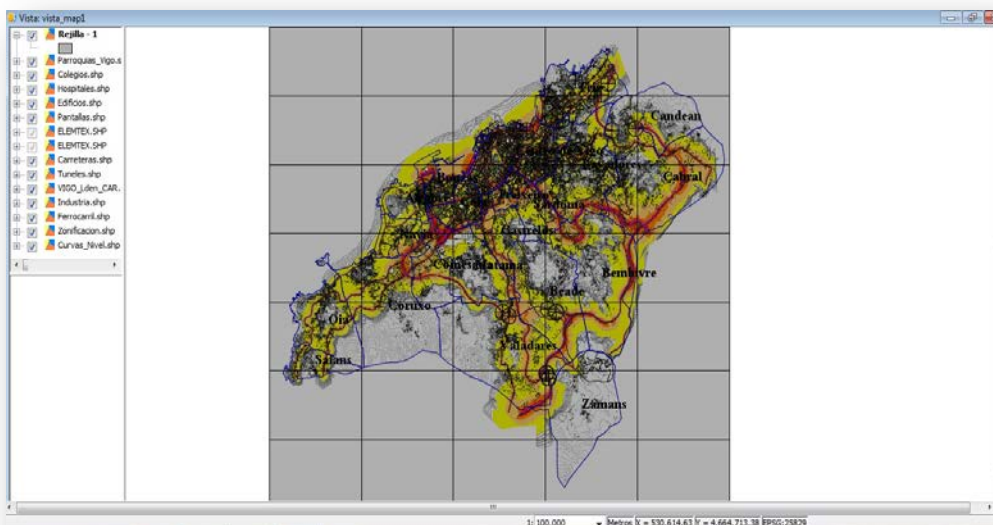 Vista: vista_map1
Rejilla - 1
Parroquias_Vigo.s
Colegios.shp
Hospitales.shp
Edificios.shp
Pantallas.shp
ELEMTEX.SHP
ELEMTEX.SHP
Carreteras.shp
Tuneles.shp
VIGO_Lden_CAR.
Industria.shp
Ferrocarril.shp
Zonificacion.shp
Curvas_Nivel.shp
Candean
Cabral
Navia
Castrelos
Bembrive
Beade
Coruxo
Oia
Valadares
Saians
Zamans
1: 100.000
Metros X = 530.614,63 Y = 4.664.713,38 EPSG:25829